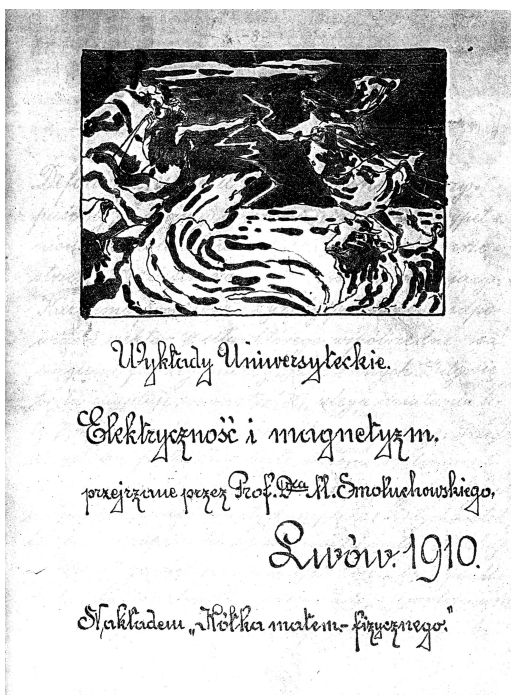 Wykłady Uniwersyteckie.
Elektryczność i magnetyzm.
przejrzane przez Prof. Dra M. Smoluchowskiego,
Lwów. 1910.
Nakładem „Kółka matem.-fizycznego."